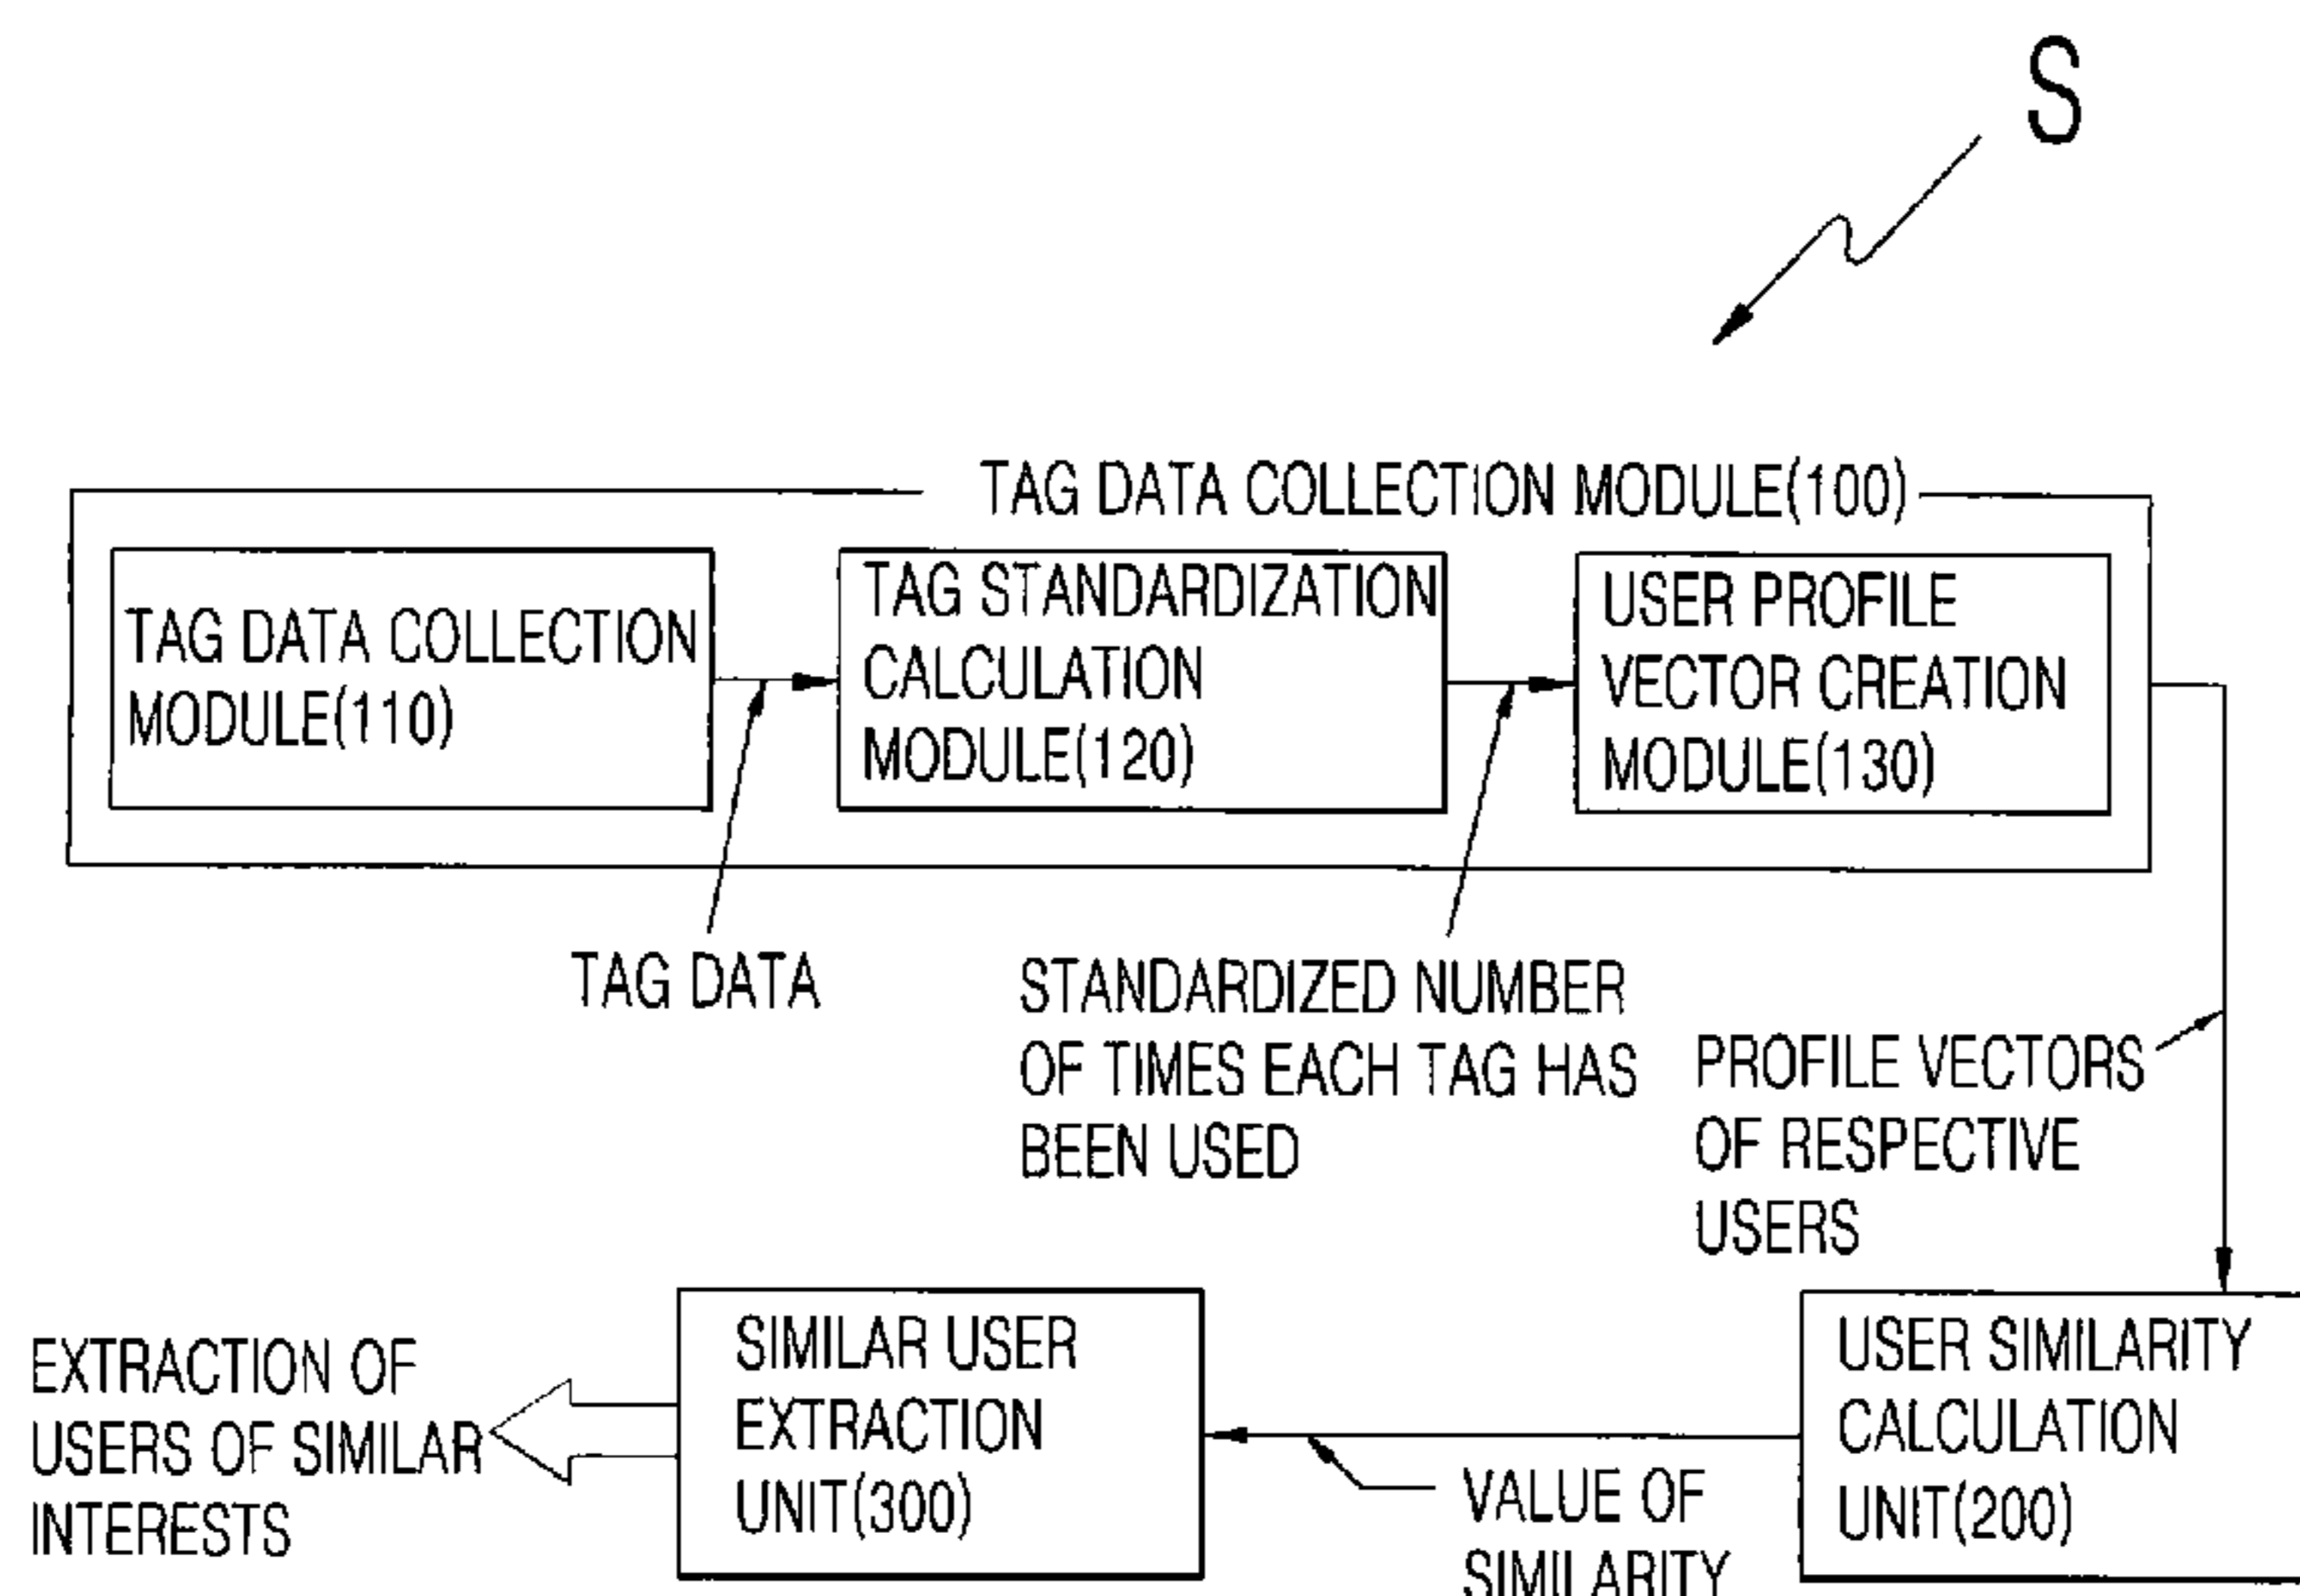 S
TAG DATA COLLECTION MODULE(100)
TAG DATA COLLECTION
MODULE(110)
TAG STANDARDIZATION
CALCULATION
MODULE(120)
USER PROFILE
VECTOR CREATION
MODULE(130)
TAG DATA
STANDARDIZED NUMBER
OF TIMES EACH TAG HAS
BEEN USED
PROFILE VECTORS
OF RESPECTIVE
USERS
EXTRACTION OF
USERS OF SIMILAR
INTERESTS
SIMILAR USER
EXTRACTION
UNIT(300)
VALUE OF
SIMILARITY
USER SIMILARITY
CALCULATION
UNIT(200)